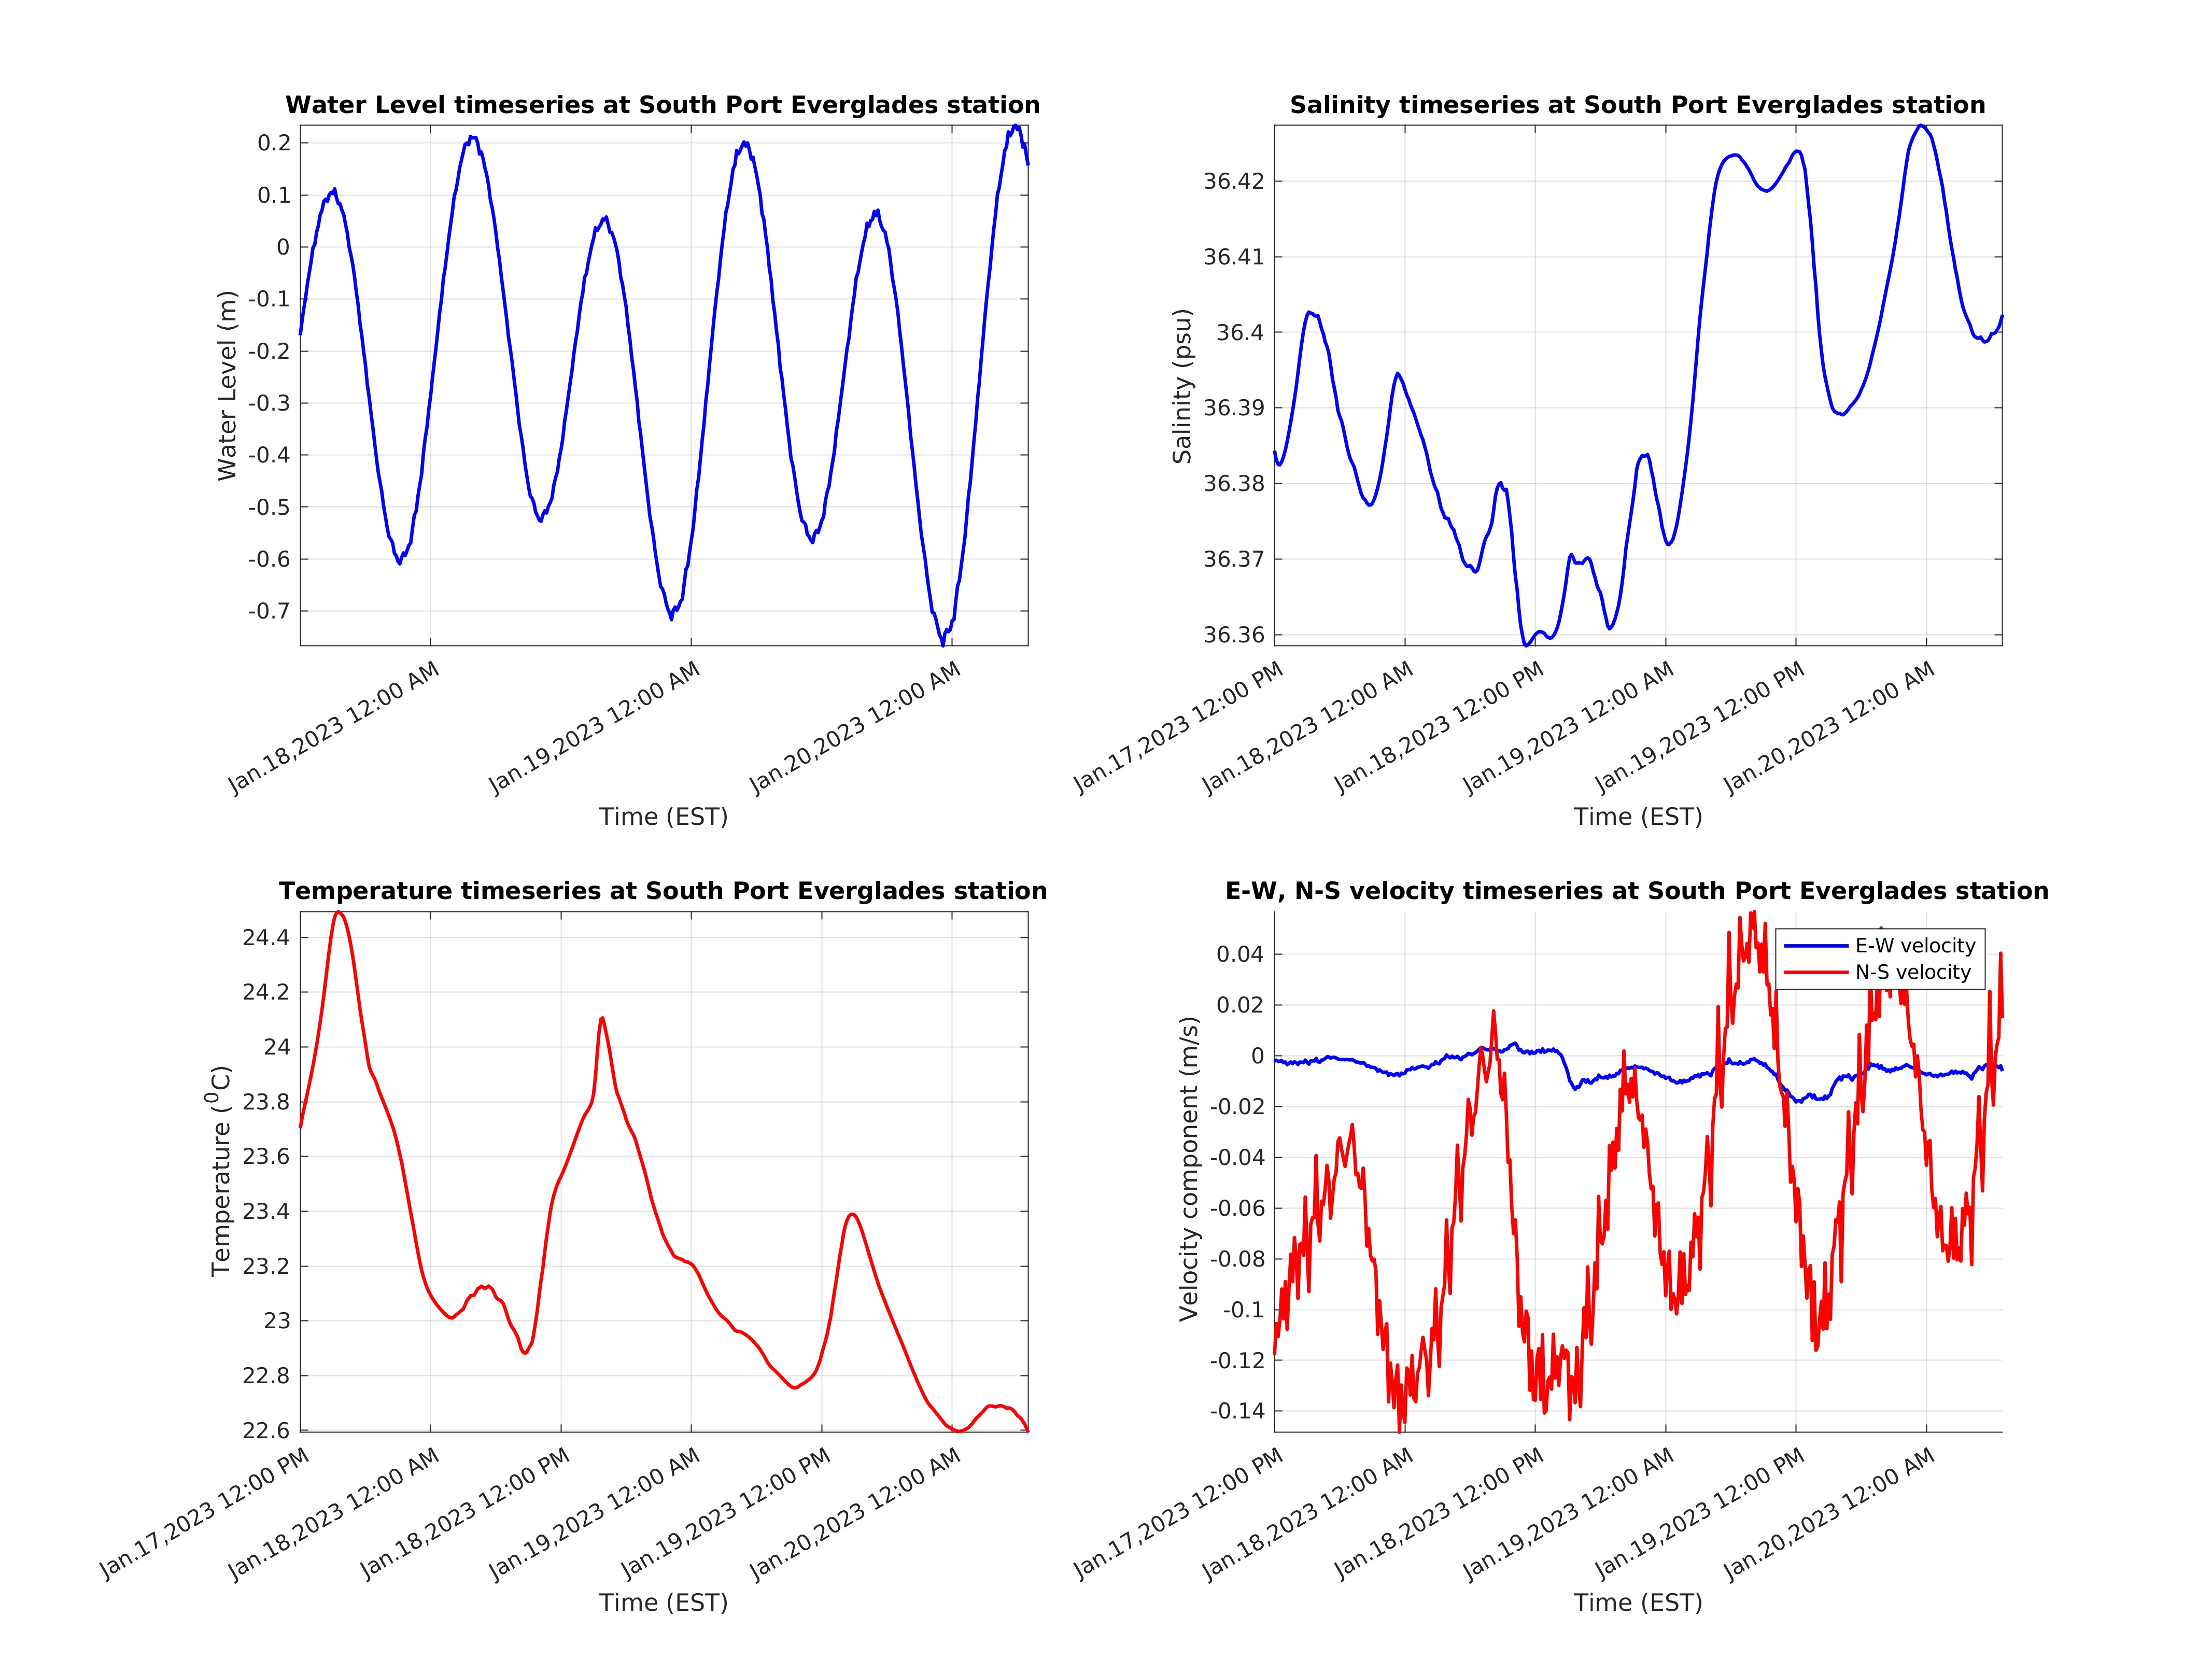 Water Level timeseries at South Port Everglades station
Water Level (m)
0.2
0.1
0
-0.1
-0.2
-0.3
-0.4
-0.5
-0.6
-0.7
Jan.18,2023 12:00 AM
Jan.19,2023 12:00 AM
Jan.20,2023 12:00 AM
Time (EST)
Salinity timeseries at South Port Everglades station
Salinity (psu)
36.42
36.41
36.4
36.39
36.38
36.37
36.36
Jan.17,2023 12:00 PM
Jan.18,2023 12:00 AM
Jan.18,2023 12:00 PM
Jan.19,2023 12:00 AM
Jan.19,2023 12:00 PM
Jan.20,2023 12:00 AM
Time (EST)
Temperature timeseries at South Port Everglades station
Temperature (⁰C)
24.4
24.2
24
23.8
23.6
23.4
23.2
23
22.8
22.6
Jan.17,2023 12:00 PM
Jan.18,2023 12:00 AM
Jan.18,2023 12:00 PM
Jan.19,2023 12:00 AM
Jan.19,2023 12:00 PM
Jan.20,2023 12:00 AM
Time (EST)
E-W, N-S velocity timeseries at South Port Everglades station
Velocity component (m/s)
0.04
0.02
0
-0.02
-0.04
-0.06
-0.08
-0.1
-0.12
-0.14
E-W velocity
N-S velocity
Jan.17,2023 12:00 PM
Jan.18,2023 12:00 AM
Jan.18,2023 12:00 PM
Jan.19,2023 12:00 AM
Jan.19,2023 12:00 PM
Jan.20,2023 12:00 AM
Time (EST)